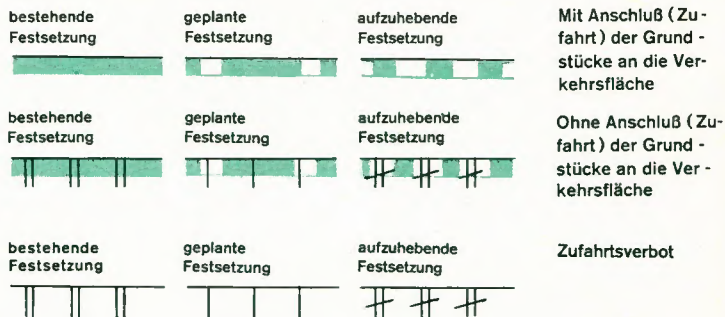 bestehende geplante aufzuhebende Mit Anschluß (Zu-
Festsetzung Festsetzung Festsetzung fahrt) der Grund -
stücke an die Ver-
kehrsfläche
bestehende geplante aufzuhebende Ohne Anschluß (Zu-
Festsetzung Festsetzung Festsetzung fahrt) der Grund -
stücke an die Ver -
kehrsfläche
bestehende geplante aufzuhebende Zufahrtsverbot
Festsetzung Festsetzung Festsetzung